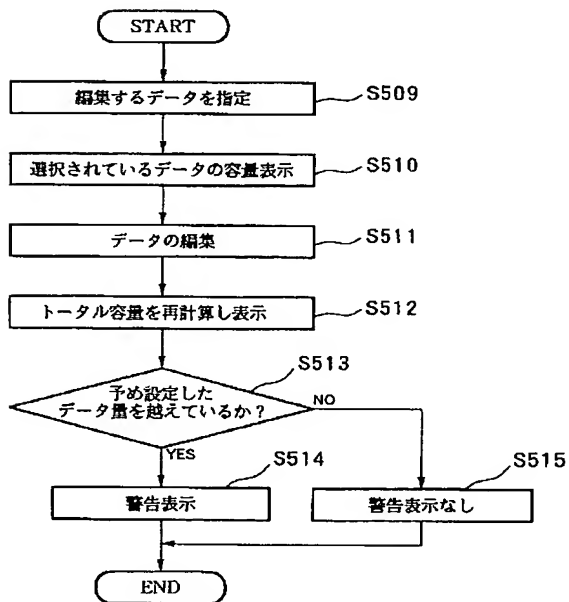 START
編集するデータを指定
S509
選択されているデータの容量表示
S510
データの編集
S511
トータル容量を再計算し表示
S512
S513
予め設定した
データ量を越えているか?
NO
YES
S514
S515
警告表示
警告表示なし
END